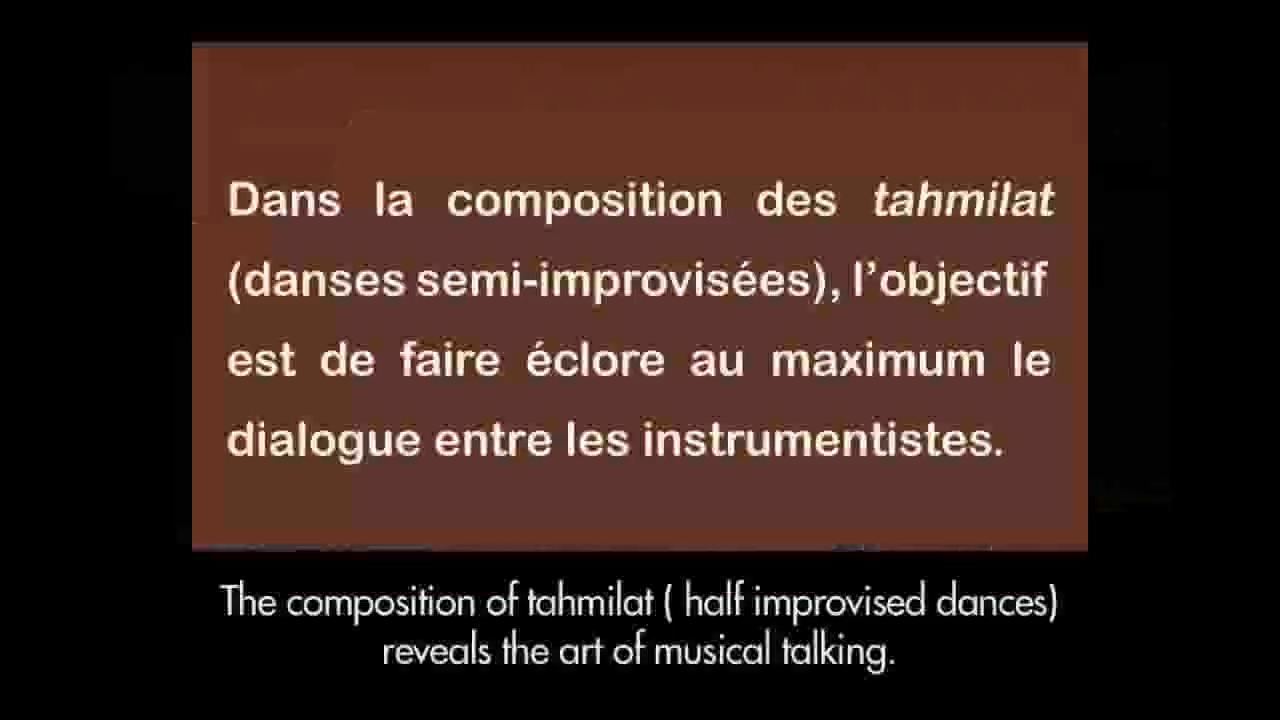 Dans la composition des tahmilat
(danses semi-improvisées), l’objectif
est de faire éclore au maximum le
dialogue entre les instrumentistes.
The composition of tahmilat ( half improvised dances)
reveals the art of musical talking.